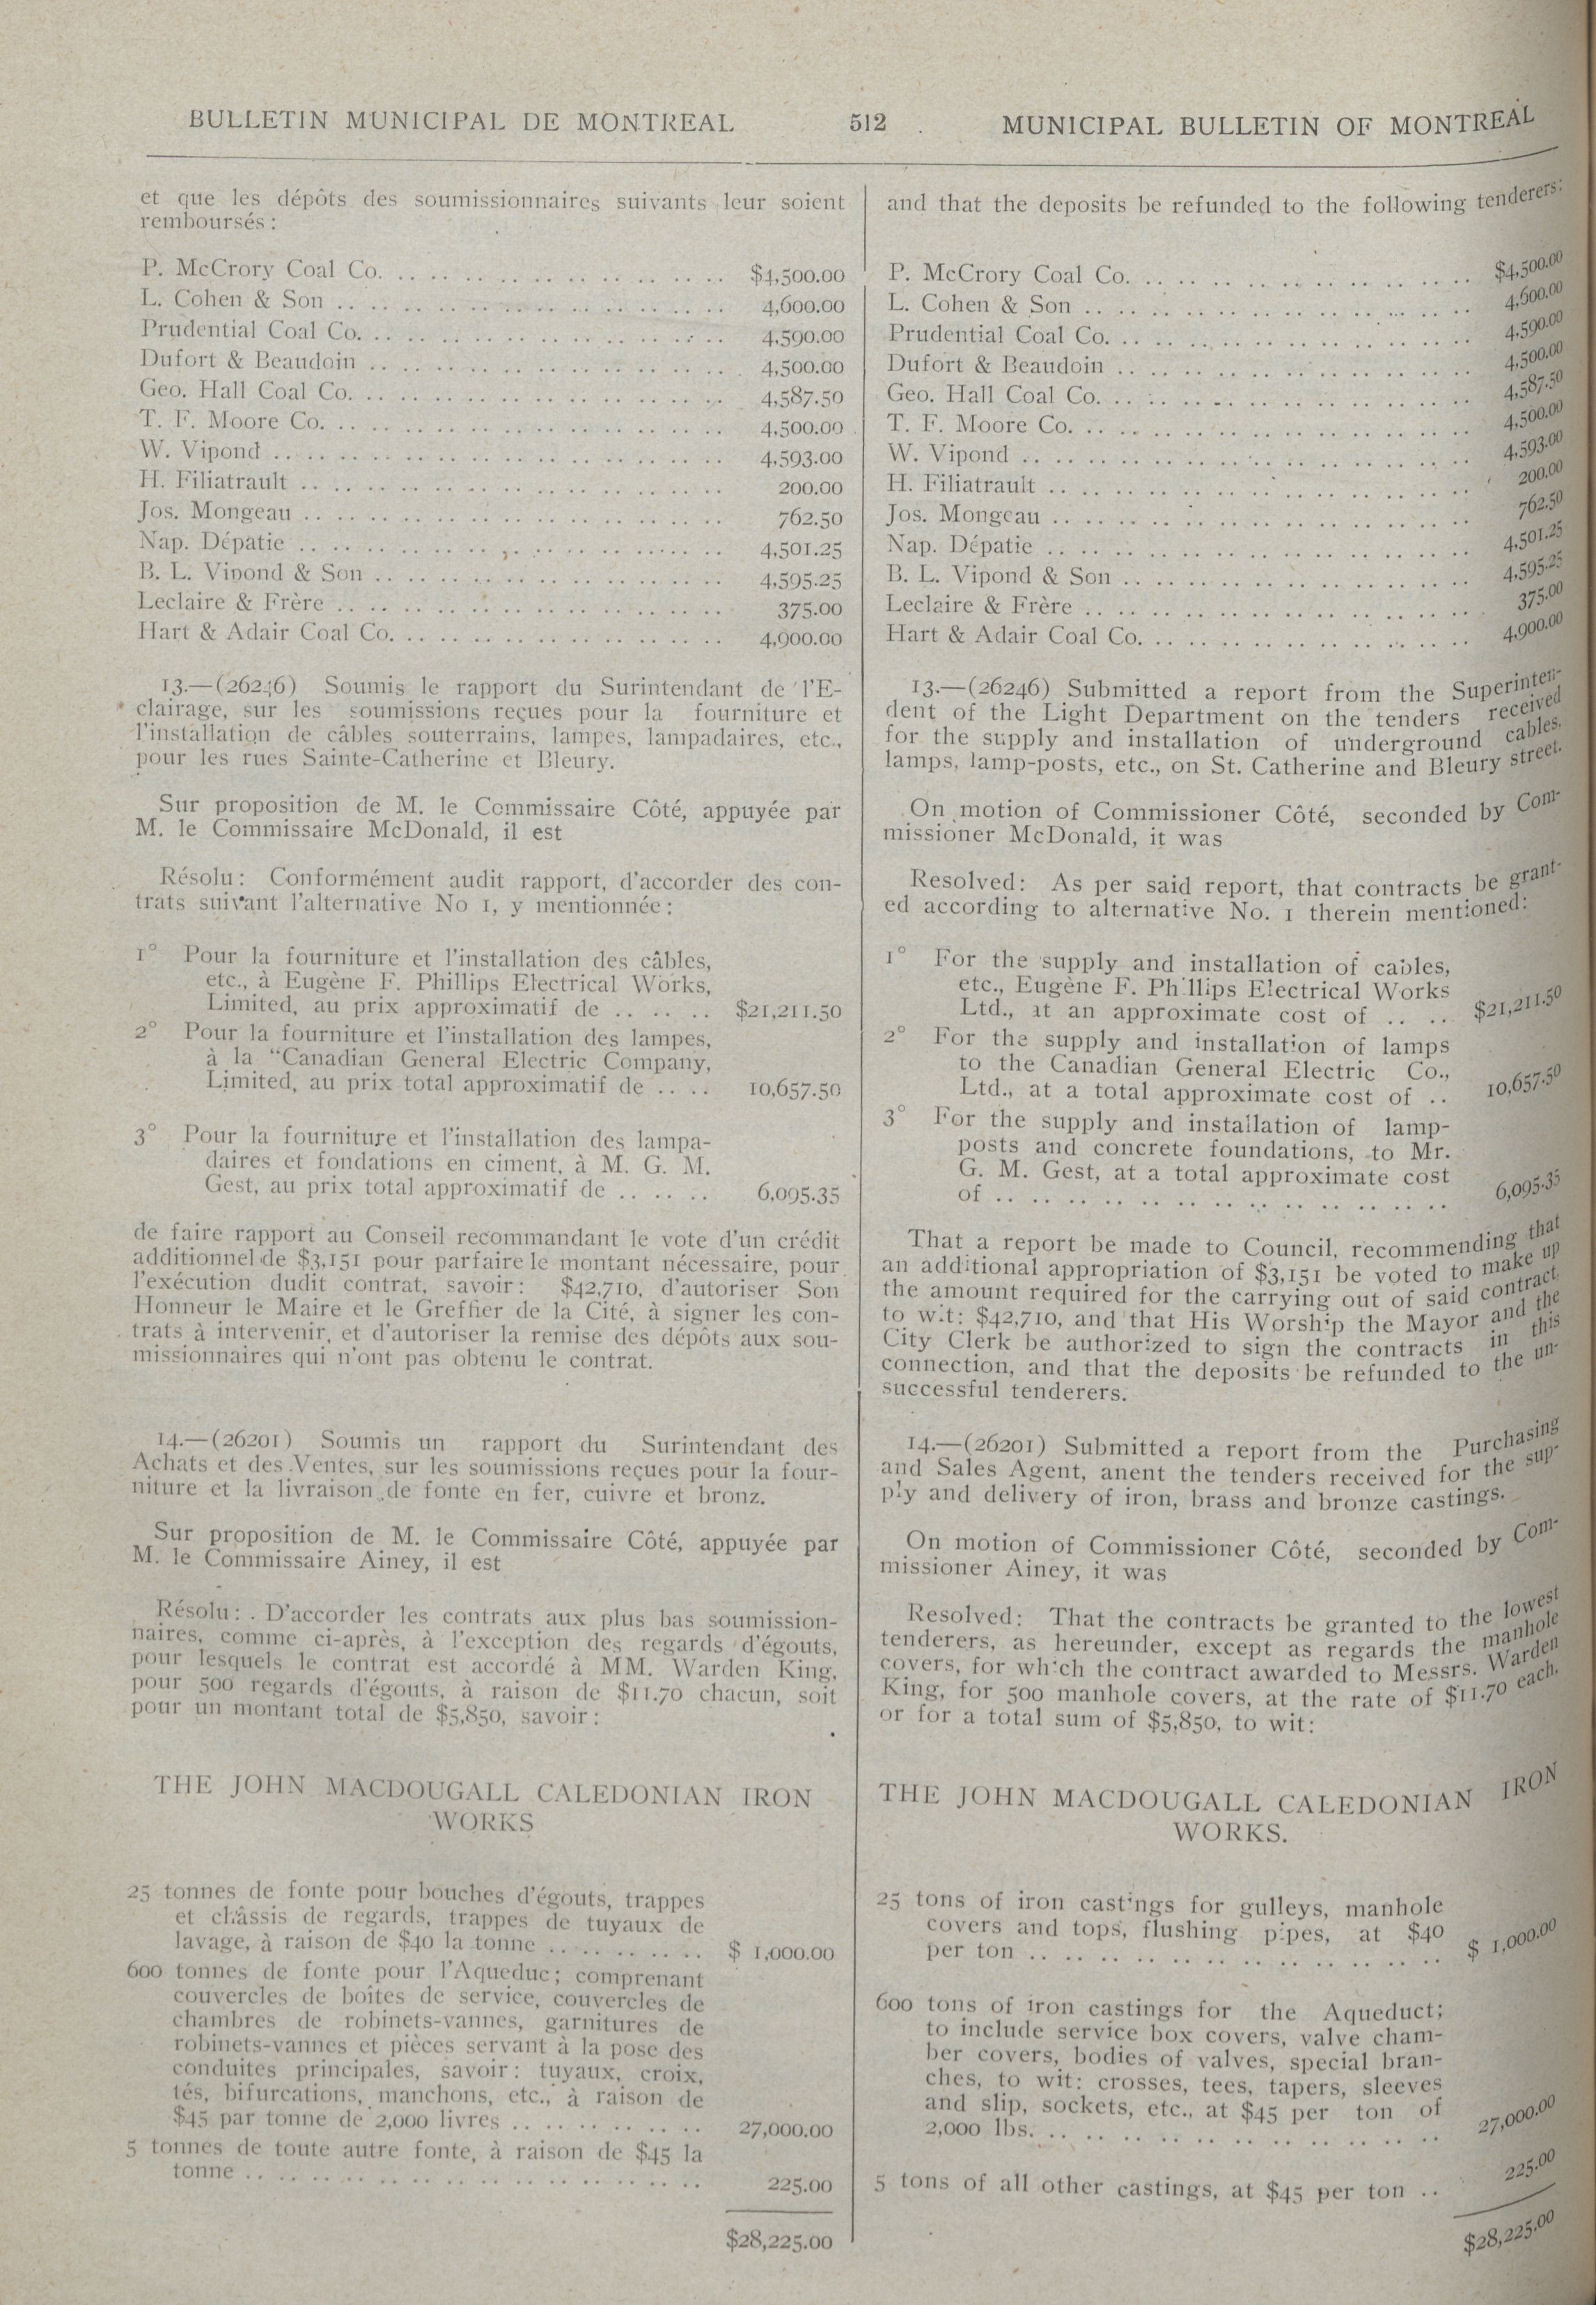 BULLETIN MUNICIPAL DE MONTREAL
512
MUNICIPAL BULLETIN OF MONTREAL
et que les dépôts des soumissionnaires suivants leur soient
remboursés :
P. McCrory Coal Co. .. .. .. .. .. .. .. .. .. .. $4,500.00
L. Cohen & Son .. .. .. .. .. .. .. .. .. .. .. 4,600.00
Prudential Coal Co. .. .. .. .. .. .. .. .. .. .. 4,590.00
Dufort & Beaudoin .. .. .. .. .. .. .. .. .. .. 4,500.00
Geo. Hall Coal Co. .. .. .. .. .. .. .. .. .. .. 4,587.50
T. F. Moore Co. .. .. .. .. .. .. .. .. .. .. .. 4,500.00
W. Vipond .. .. .. .. .. .. .. .. .. .. .. .. .. 4,593.00
H. Filiatrault .. .. .. .. .. .. .. .. .. .. .. .. 200.00
Jos. Mongeau .. .. .. .. .. .. .. .. .. .. .. .. 762.50
Nap. Dépatie .. .. .. .. .. .. .. .. .. .. .. .. 4,501.25
B. L. Vipond & Son .. .. .. .. .. .. .. .. .. .. 4,595.25
Leclaire & Frère .. .. .. .. .. .. .. .. .. .. .. 375.00
Hart & Adair Coal Co. .. .. .. .. .. .. .. .. .. 4,900.00
13.—(26246) Soumis le rapport du Surintendant de l'E-
clairage, sur les soumissions reçues pour la fourniture et
l'installation de câbles souterrains, lampes, lampadaires, etc.,
pour les rues Sainte-Catherine et Bleury.
Sur proposition de M. le Commissaire Côté, appuyée par
M. le Commissaire McDonald, il est
Résolu : Conformément audit rapport, d'accorder des con-
trats suivant l'alternative No 1, y mentionnée :
1° Pour la fourniture et l'installation des câbles,
etc., à Eugène F. Phillips Electrical Works,
Limited, au prix approximatif de .. .. .. $21,211.50
2° Pour la fourniture et l'installation des lampes,
à la "Canadian General Electric Company,
Limited, au prix total approximatif de .. .. 10,657.50
3° Pour la fourniture et l'installation des lampa-
daires et fondations en ciment, à M. G. M.
Gest, au prix total approximatif de .. .. .. 6,095.35
de faire rapport au Conseil recommandant le vote d'un crédit
additionnel de $3,151 pour parfaire le montant nécessaire, pour
l'exécution dudit contrat, savoir : $42,710, d'autoriser Son
Honneur le Maire et le Greffier de la Cité, à signer les con-
trats à intervenir, et d'autoriser la remise des dépôts aux sou-
missionnaires qui n'ont pas obtenu le contrat.
14.—(26201) Soumis un rapport du Surintendant des
Achats et des Ventes, sur les soumissions reçues pour la four-
niture et la livraison de fonte en fer, cuivre et bronz.
Sur proposition de M. le Commissaire Côté, appuyée par
M. le Commissaire Ainey, il est
Résolu : . D'accorder les contrats aux plus bas soumission-
naires, comme ci-après, à l'exception des regards d'égouts,
pour lesquels le contrat est accordé à MM. Warden King,
pour 500 regards d'égouts, à raison de $11.70 chacun, soit
pour un montant total de $5,850, savoir :
THE JOHN MACDOUGALL CALEDONIAN IRON
WORKS
25 tonnes de fonte pour bouches d'égouts, trappes
et châssis de regards, trappes de tuyaux de
lavage, à raison de $40 la tonne .. .. .. .. .. $ 1,000.00
600 tonnes de fonte pour l'Aqueduc ; comprenant
couvercles de boîtes de service, couvercles de
chambres de robinets-vannes, garnitures de
robinets-vannes et pièces servant à la pose des
conduites principales, savoir : tuyaux, croix,
tés, bifurcations, manchons, etc., à raison de
$45 par tonne de 2,000 livres .. .. .. .. .. .. 27,000.00
5 tonnes de toute autre fonte, à raison de $45 la
tonne .. .. .. .. .. .. .. .. .. .. .. .. .. .. 225.00
$28,225.00
and that the deposits be refunded to the following tenderers:
P. McCrory Coal Co. .. .. .. .. .. .. .. .. .. .. $4,500.00
L. Cohen & Son .. .. .. .. .. .. .. .. .. .. .. 4,600.00
Prudential Coal Co. .. .. .. .. .. .. .. .. .. .. 4,590.00
Dufort & Beaudoin .. .. .. .. .. .. .. .. .. .. 4,500.00
Geo. Hall Coal Co. .. .. .. .. .. .. .. .. .. .. 4,587.50
T. F. Moore Co. .. .. .. .. .. .. .. .. .. .. .. 4,500.00
W. Vipond .. .. .. .. .. .. .. .. .. .. .. .. .. 4,593.00
H. Filiatrault .. .. .. .. .. .. .. .. .. .. .. .. 200.00
Jos. Mongeau .. .. .. .. .. .. .. .. .. .. .. .. 762.50
Nap. Dépatie .. .. .. .. .. .. .. .. .. .. .. .. 4,501.25
B. L. Vipond & Son .. .. .. .. .. .. .. .. .. .. 4,595.25
Leclaire & Frère .. .. .. .. .. .. .. .. .. .. .. 375.00
Hart & Adair Coal Co. .. .. .. .. .. .. .. .. .. 4,900.00
13.—(26246) Submitted a report from the Superinten-
dent of the Light Department on the tenders received
for the supply and installation of underground cables,
lamps, lamp-posts, etc., on St. Catherine and Bleury street.
On motion of Commissioner Côté, seconded by Com-
missioner McDonald, it was
Resolved: As per said report, that contracts be grant-
ed according to alternative No. 1 therein mentioned:
1° For the supply and installation of cables,
etc., Eugène F. Phillips Electrical Works
Ltd., at an approximate cost of .. .. $21,211.50
2° For the supply and installation of lamps
to the Canadian General Electric Co.,
Ltd., at a total approximate cost of .. 10,657.50
3° For the supply and installation of lamp-
posts and concrete foundations, to Mr.
G. M. Gest, at a total approximate cost
of .. .. .. .. .. .. .. .. .. .. .. .. .. 6,095.35
That a report be made to Council, recommending that
an additional appropriation of $3,151 be voted to make up
the amount required for the carrying out of said contract,
to wit: $42,710, and that His Worship the Mayor and the
City Clerk be authorized to sign the contracts in this
connection, and that the deposits be refunded to the un-
successful tenderers.
14.—(26201) Submitted a report from the Purchasing
and Sales Agent, anent the tenders received for the sup-
ply and delivery of iron, brass and bronze castings.
On motion of Commissioner Côté, seconded by Com-
missioner Ainey, it was
Resolved: That the contracts be granted to the lowest
tenderers, as hereunder, except as regards the manhole
covers, for which the contract awarded to Messrs. Warden
King, for 500 manhole covers, at the rate of $11.70 each,
or for a total sum of $5,850, to wit:
THE JOHN MACDOUGALL CALEDONIAN IRON
WORKS.
25 tons of iron castings for gulleys, manhole
covers and tops, flushing pipes, at $40
per ton .. .. .. .. .. .. .. .. .. .. .. .. $ 1,000.00
600 tons of iron castings for the Aqueduct;
to include service box covers, valve cham-
ber covers, bodies of valves, special bran-
ches, to wit: crosses, tees, tapers, sleeves
and slip, sockets, etc., at $45 per ton of
2,000 lbs. .. .. .. .. .. .. .. .. .. .. .. .. 27,000.00
5 tons of all other castings, at $45 per ton .. 225.00
$28,225.00